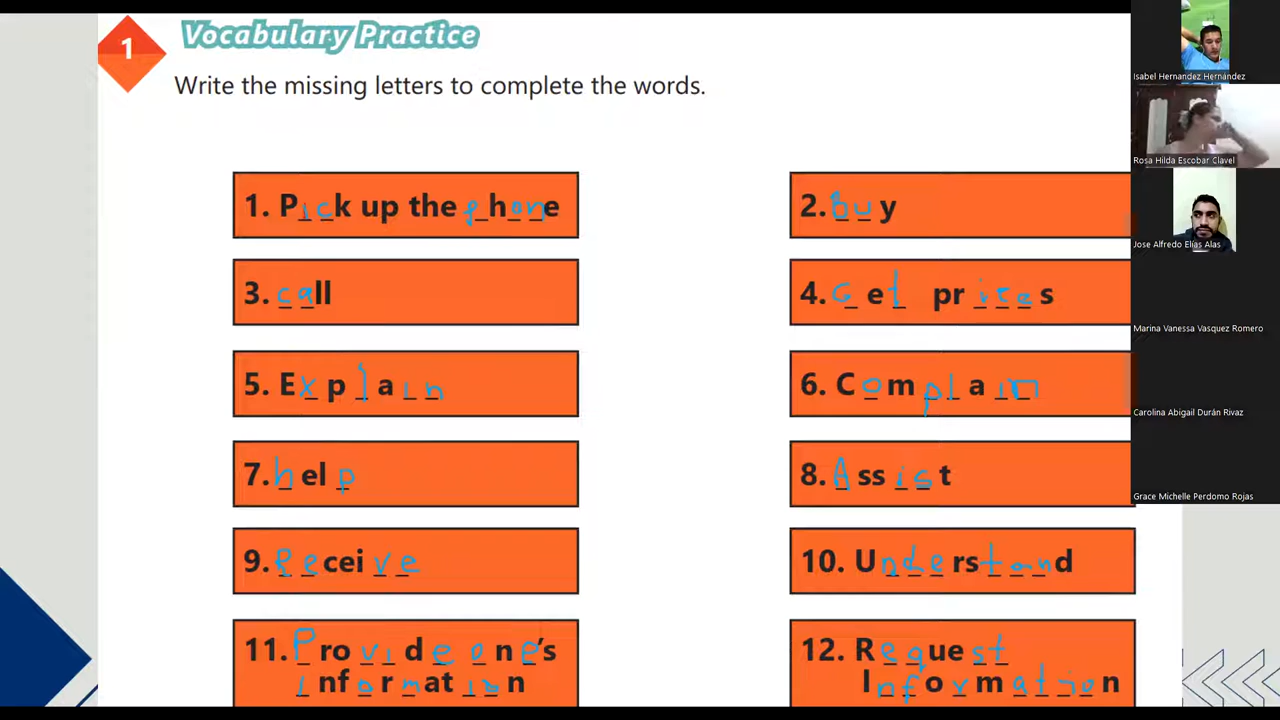 1
Vocabulary Practice
Write the missing letters to complete the words.
1. Pick up the phone
2. Buy
3. call
4. Get prices
5. Explain
6. Complain
7. help
8. Assist
9. Receive
10. Understand
11. Provide one's
information
12. Request
Information
Isabel Hernandez Hernández
Rosa Hilda Escobar Clavel
Jose Alfredo Elías Alas
Marina Vanessa Vasquez Romero
Carolina Abigail Durán Rivaz
Grace Michelle Perdomo Rojas